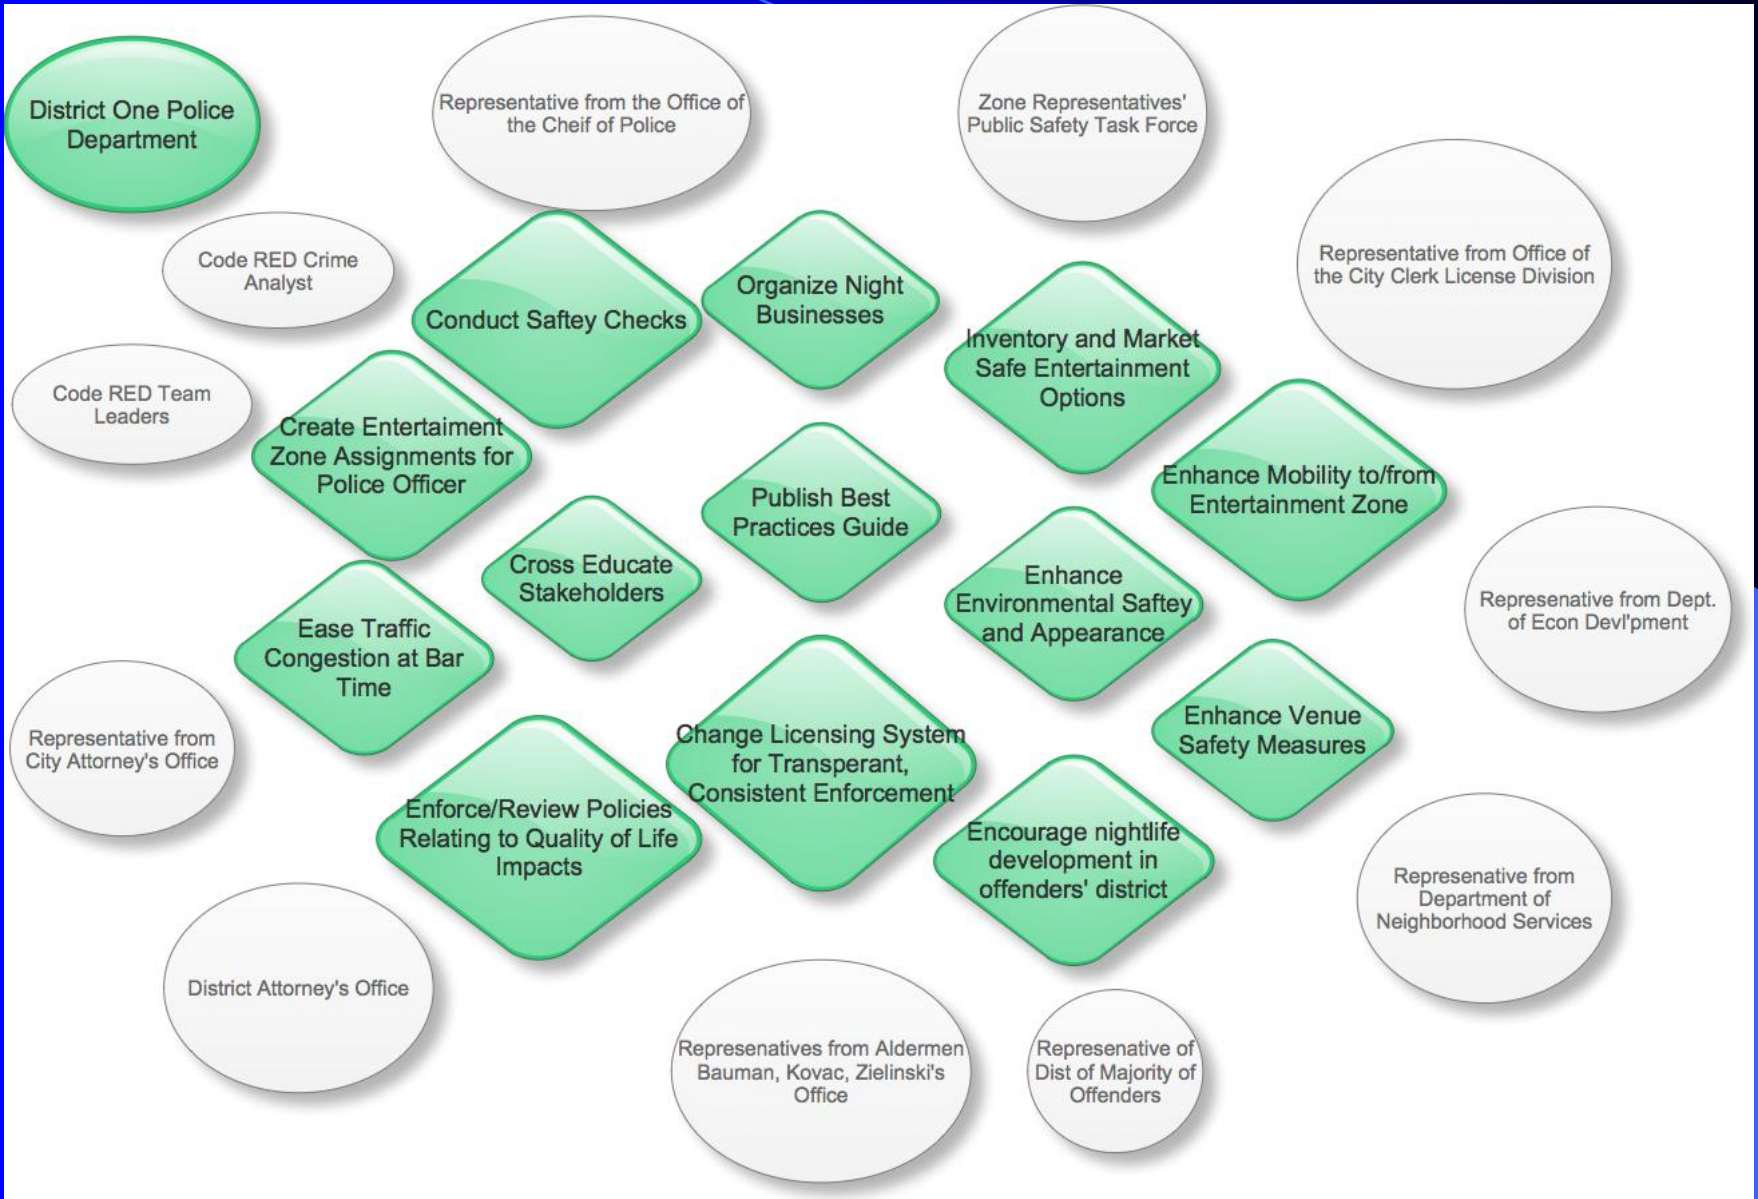 District One Police
Department
Representative from the Office of
the Cheif of Police
Zone Representatives'
Public Safety Task Force
Representative from Office of
the City Clerk License Division
Code RED Crime
Analyst
Conduct Saftey Checks
Organize Night
Businesses
Inventory and Market
Safe Entertainment
Options
Code RED Team
Leaders
Create Entertaiment
Zone Assignments for
Police Officer
Publish Best
Practices Guide
Enhance Mobility to/from
Entertainment Zone
Cross Educate
Stakeholders
Enhance
Environmental Saftey
and Appearance
Represenative from Dept.
of Econ Devl'pment
Ease Traffic
Congestion at Bar
Time
Representative from
City Attorney's Office
Change Licensing System
for Transperant,
Consistent Enforcement
Enhance Venue
Safety Measures
Enforce/Review Policies
Relating to Quality of Life
Impacts
Encourage nightlife
development in
offenders' district
Represenative from
Department of
Neighborhood Services
District Attorney's Office
Represenatives from Aldermen
Bauman, Kovac, Zielinski's
Office
Represenative of
Dist of Majority of
Offenders